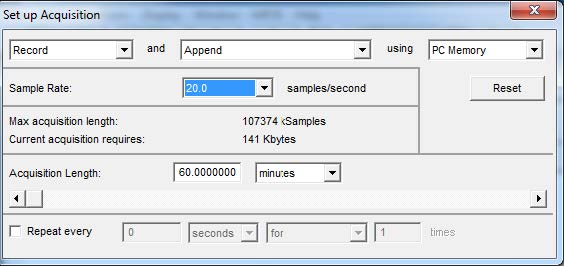 Set up Acquisition
Record and Append using PC Memory
Sample Rate: 20.0 samples/second Reset
Max acquisition length: 107374 kSamples
Current acquisition requires: 141 Kbytes
Acquisition Length: 60.0000000 minutes
Repeat every 0 seconds for 1 times